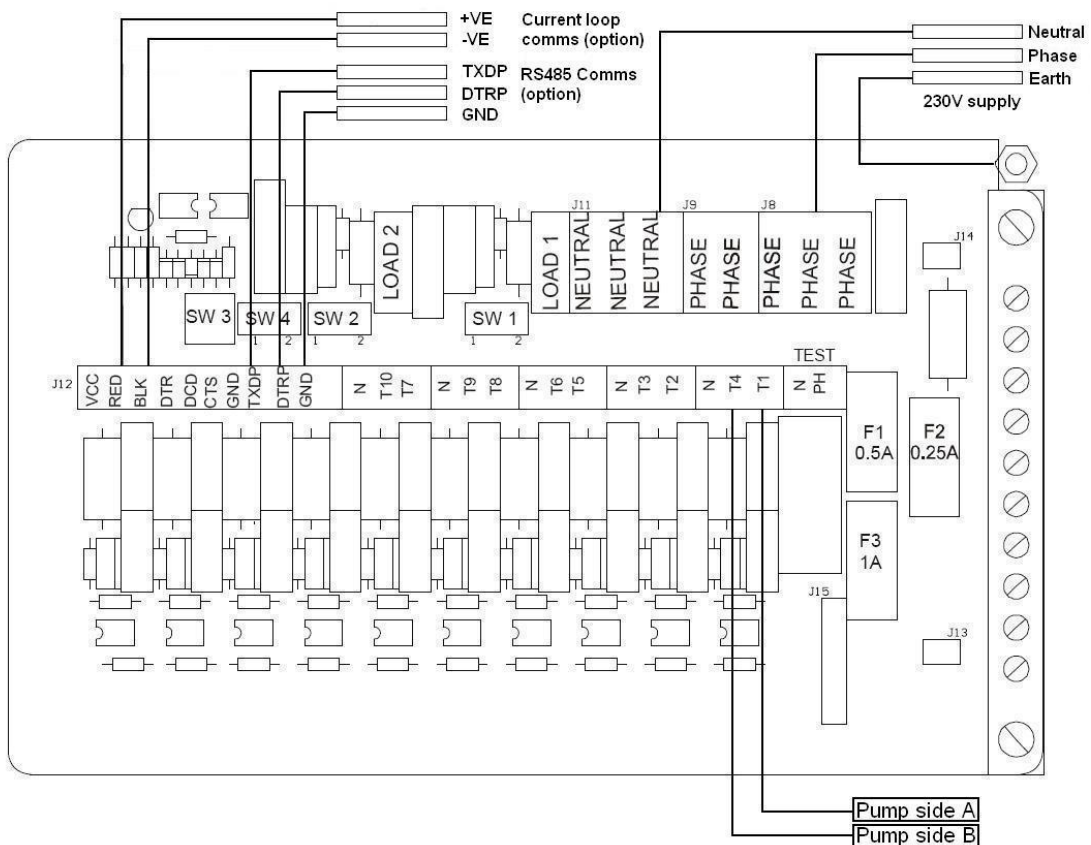 +VE Current loop
-VE comms (option)
TXDP RS485 Comms
DTRP (option)
GND
Neutral
Phase
Earth
230V supply
J11
J9
J8
J14
LOAD 2
LOAD 1
NEUTRAL
NEUTRAL
NEUTRAL
PHASE
PHASE
PHASE
PHASE
PHASE
SW 3
SW 4
SW 2
SW 1
1 2
1 2
1 2
TEST
J12
VCC
RED
BLK
DTR
DCD
CTS
GND
TXDP
DTRP
GND
N
T10
T7
N
T9
T8
N
T6
T5
N
T3
T2
N
T4
T1
N
PH
F1
0.5A
F2
0.25A
F3
1A
J15
J13
Pump side A
Pump side B